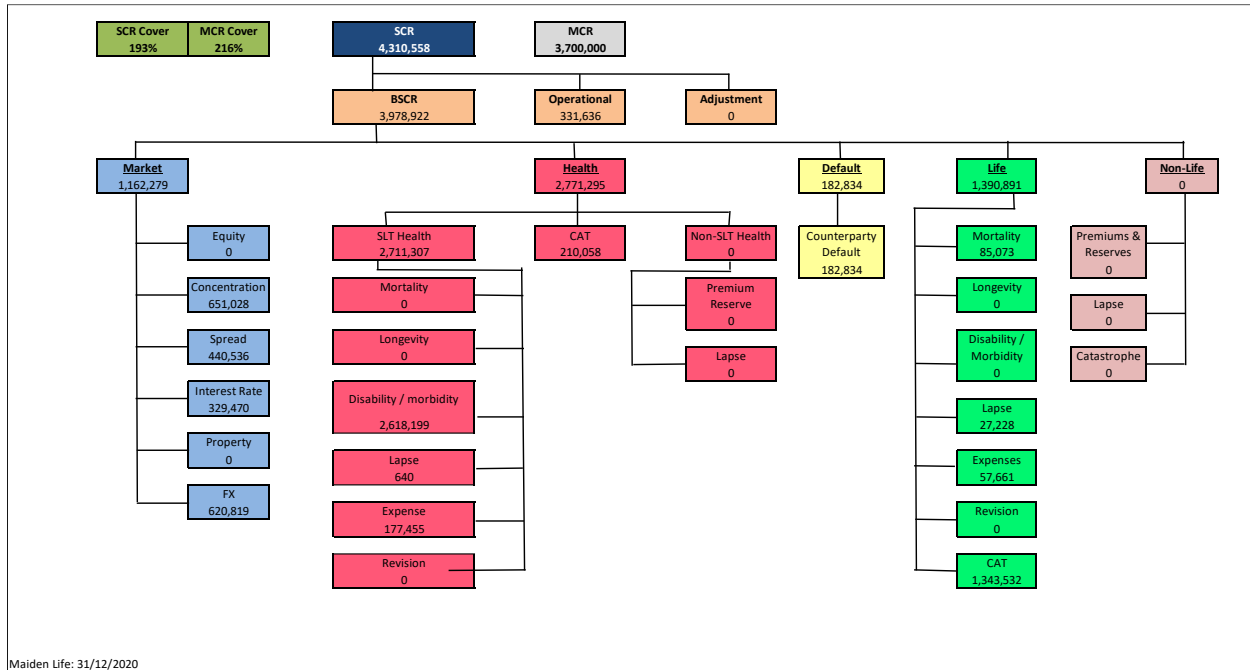 SCR Cover
193%
MCR Cover
216%
SCR
4,310,558
MCR
3,700,000
BSCR
3,978,922
Operational
331,636
Adjustment
0
Market
1,162,279
Health
2,771,295
Default
182,834
Life
1,390,891
Non-Life
0
Equity
0
Concentration
651,028
Spread
440,536
Interest Rate
329,470
Property
0
FX
620,819
SLT Health
2,711,307
Mortality
0
Longevity
0
Disability / morbidity
2,618,199
Lapse
640
Expense
177,455
Revision
0
CAT
210,058
Non-SLT Health
0
Premium
Reserve
0
Lapse
0
Counterparty
Default
182,834
Mortality
85,073
Longevity
0
Disability /
Morbidity
0
Lapse
27,228
Expenses
57,661
Revision
0
CAT
1,343,532
Premiums &
Reserves
0
Lapse
0
Catastrophe
0
Maiden Life: 31/12/2020